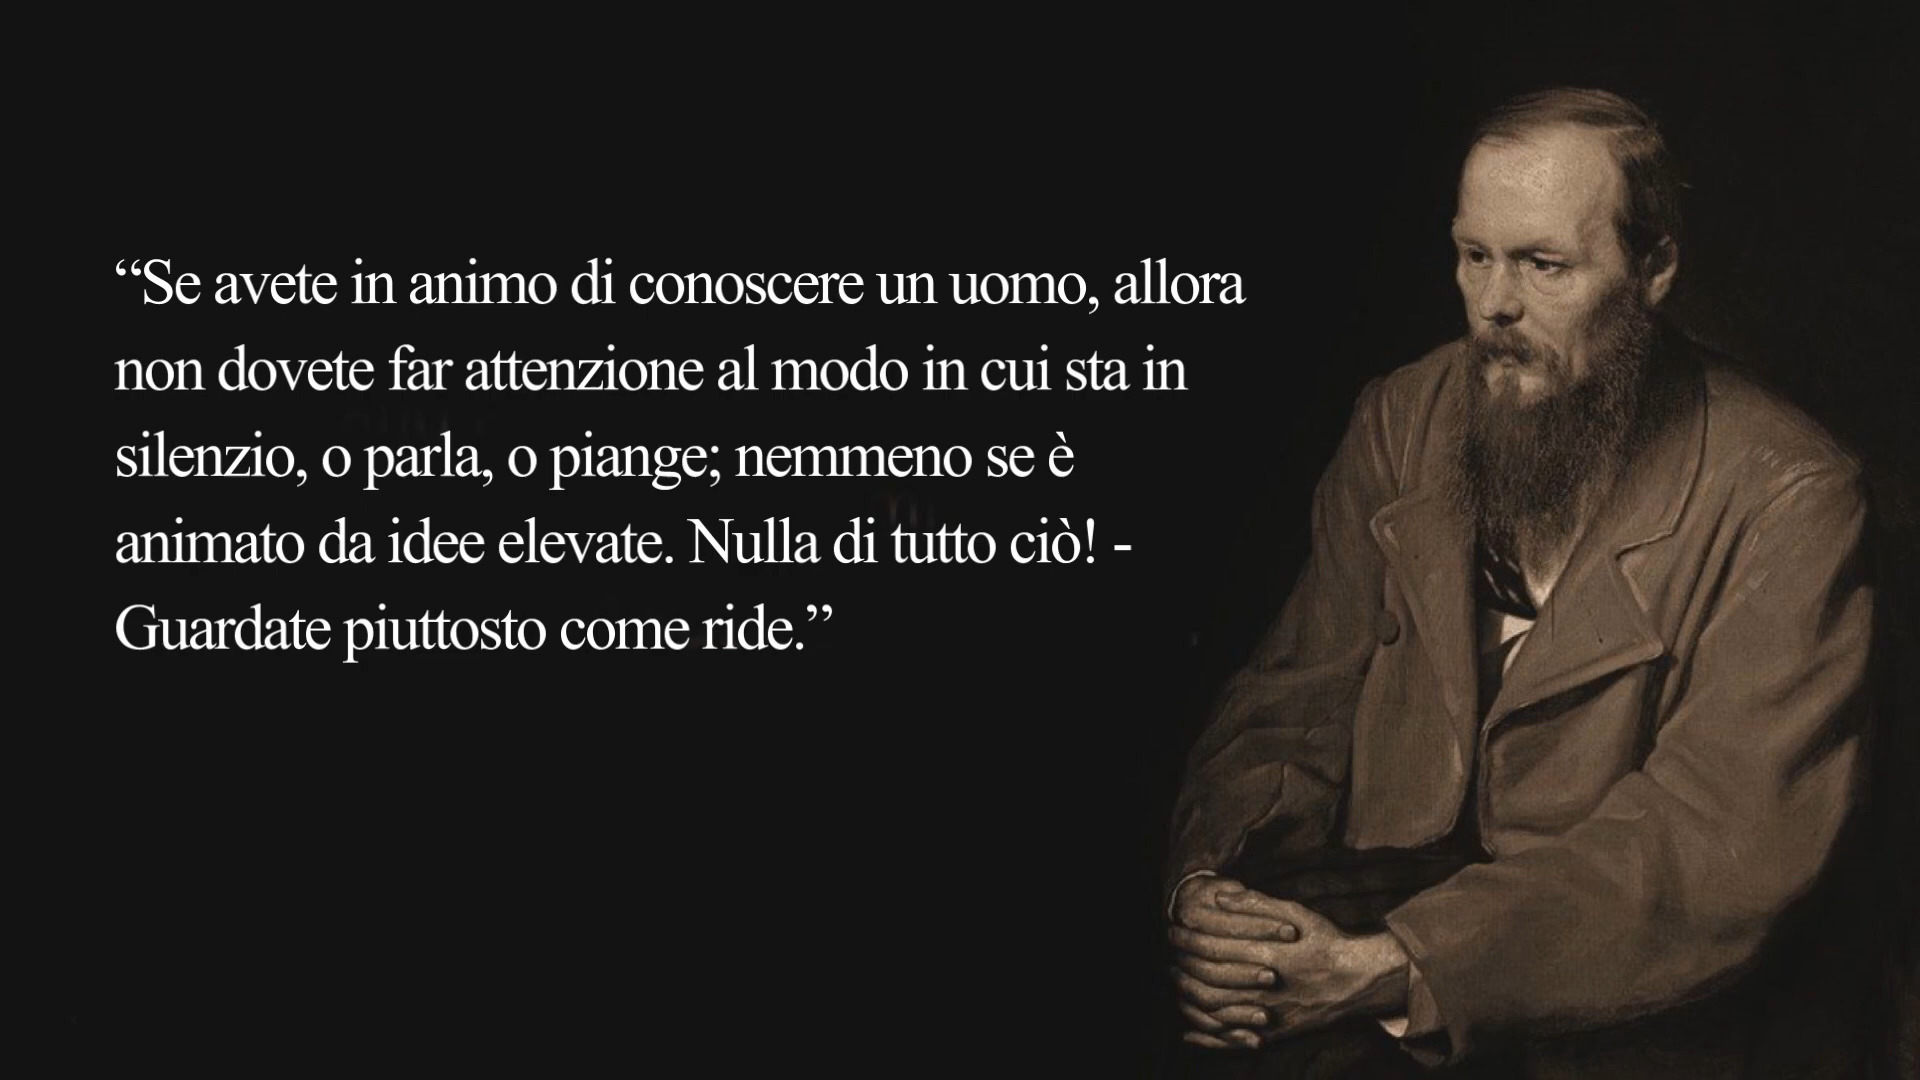 “Se avete in animo di conoscere un uomo, allora
non dovete far attenzione al modo in cui sta in
silenzio, o parla, o piange; nemmeno se è
animato da idee elevate. Nulla di tutto ciò! -
Guardate piuttosto come ride.”